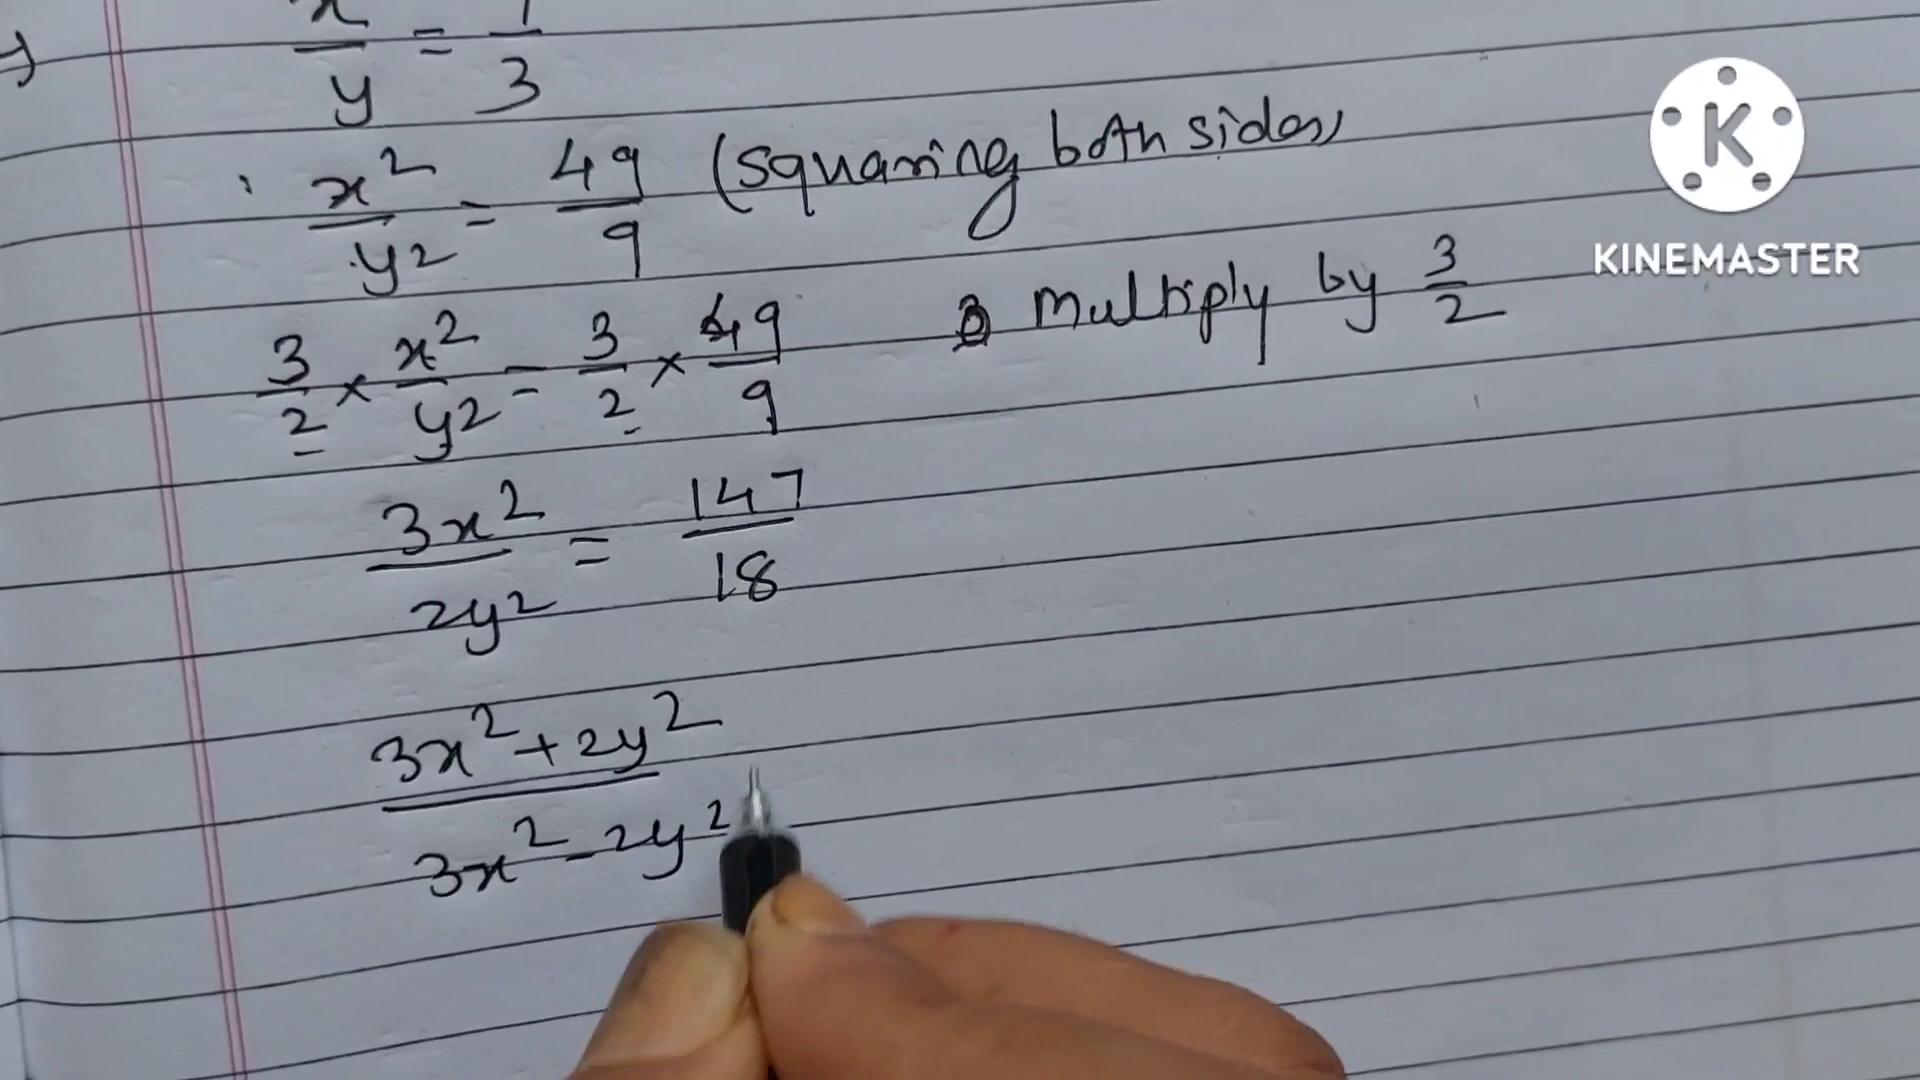 x/y = 7/3
x²/y² = 49/9 (squaring both sides)
3/2 × x²/y² = 3/2 × 49/9 Multiply by 3/2
3x²/2y² = 147/18
3x²+2y²/3x²-2y²
K
KINEMASTER